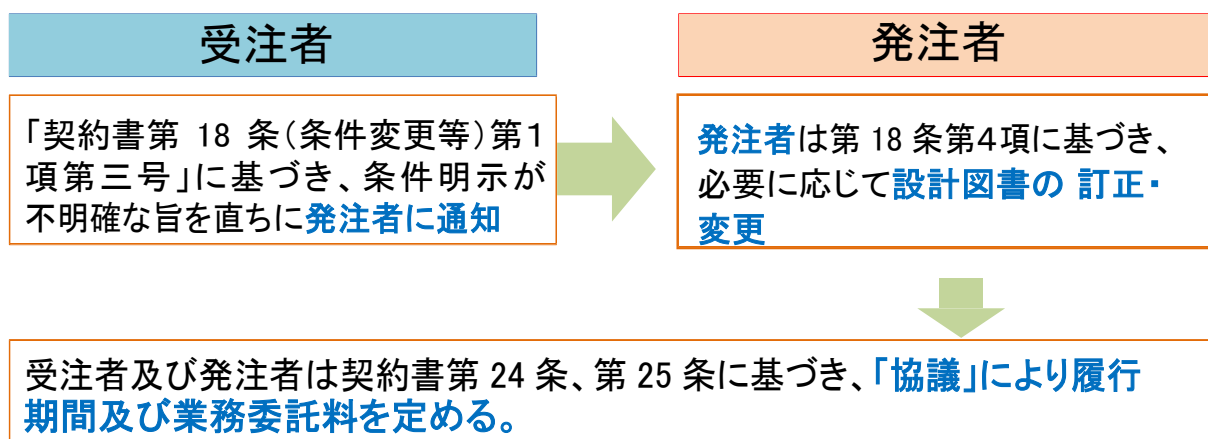 受注者
発注者
「契約書第 18 条(条件変更等)第1
項第三号」に基づき、条件明示が
不明確な旨を直ちに発注者に通知
発注者は第 18 条第4項に基づき、
必要に応じて設計図書の 訂正・
変更
受注者及び発注者は契約書第 24 条、第 25 条に基づき、「協議」により履行
期間及び業務委託料を定める。